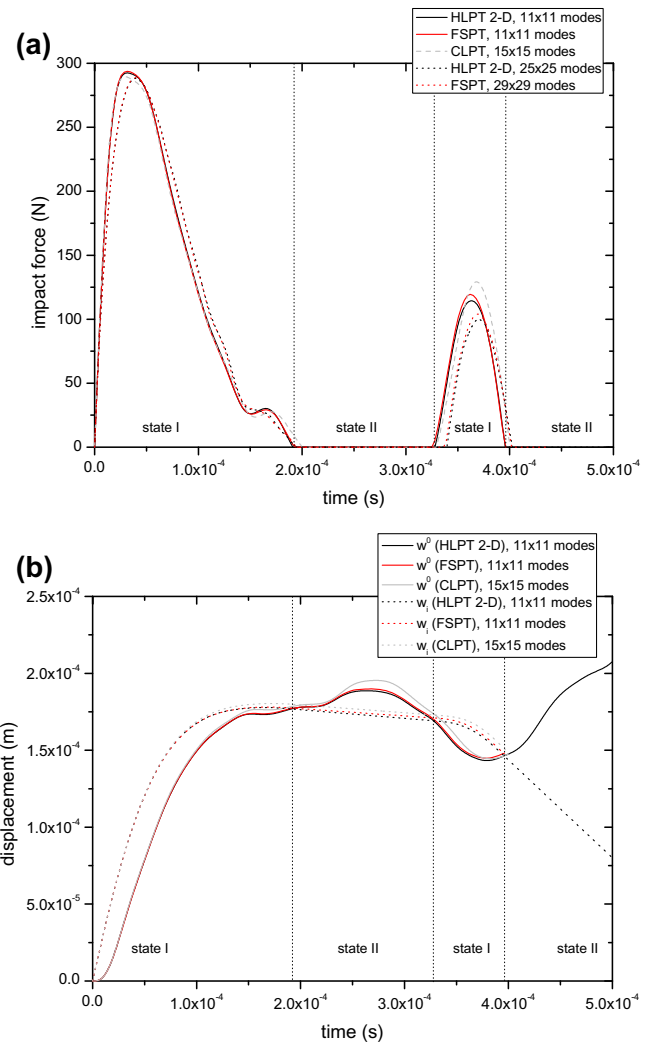 (a)
HLPT 2-D, 11x11 modes
FSPT, 11x11 modes
CLPT, 15x15 modes
HLPT 2-D, 25x25 modes
FSPT, 29x29 modes
300
250
200
150
100
50
0
impact force (N)
state I
state II
state I
state II
0.0
1.0x10⁻⁴
2.0x10⁻⁴
3.0x10⁻⁴
4.0x10⁻⁴
5.0x10⁻⁴
time (s)
(b)
w⁰ (HLPT 2-D), 11x11 modes
w⁰ (FSPT), 11x11 modes
w⁰ (CLPT), 15x15 modes
wᵢ (HLPT 2-D), 11x11 modes
wᵢ (FSPT), 11x11 modes
wᵢ (CLPT), 15x15 modes
2.5x10⁻⁴
2.0x10⁻⁴
1.5x10⁻⁴
1.0x10⁻⁴
5.0x10⁻⁵
0.0
displacement (m)
state I
state II
state I
state II
0.0
1.0x10⁻⁴
2.0x10⁻⁴
3.0x10⁻⁴
4.0x10⁻⁴
5.0x10⁻⁴
time (s)